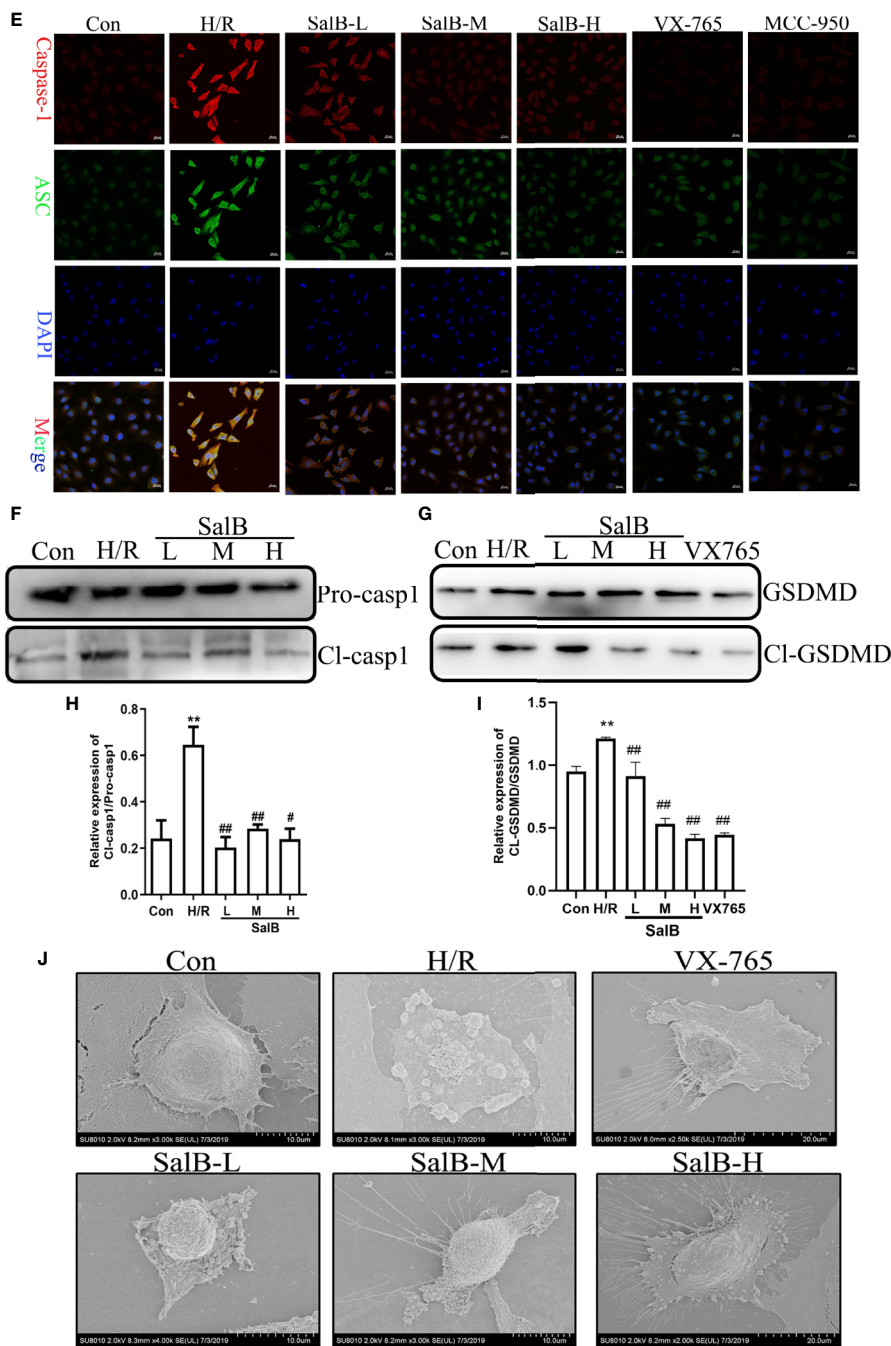 E
Con H/R SalB-L SalB-M SalB-H VX-765 MCC-950
Caspase-1
ASC
DAPI
Merge
F
SalB
Con H/R L M H
Pro-casp1
Cl-casp1
G
SalB
Con H/R L M H VX765
GSDMD
Cl-GSDMD
H
Relative expression of
Cl-casp1/Pro-casp1
0.8
0.6
0.4
0.2
0.0
** ## ## #
Con H/R L M H
SalB
I
Relative expression of
CL-GSDMD/GSDMD
1.5
1.0
0.5
0.0
** ## ## ## ##
Con H/R L M H VX765
SalB
J
Con H/R VX-765
SU8010 2.0kV 8.2mm x3.00k SE(UL) 7/3/2019 10.0um
SU8010 2.0kV 8.1mm x3.00k SE(UL) 7/3/2019 10.0um
SU8010 2.0kV 8.0mm x2.50k SE(UL) 7/3/2019 20.0um
SalB-L SalB-M SalB-H
SU8010 2.0kV 8.3mm x4.00k SE(UL) 7/3/2019 10.0um
SU8010 2.0kV 8.2mm x3.00k SE(UL) 7/3/2019 10.0um
SU8010 2.0kV 8.2mm x2.00k SE(UL) 7/3/2019 20.0um